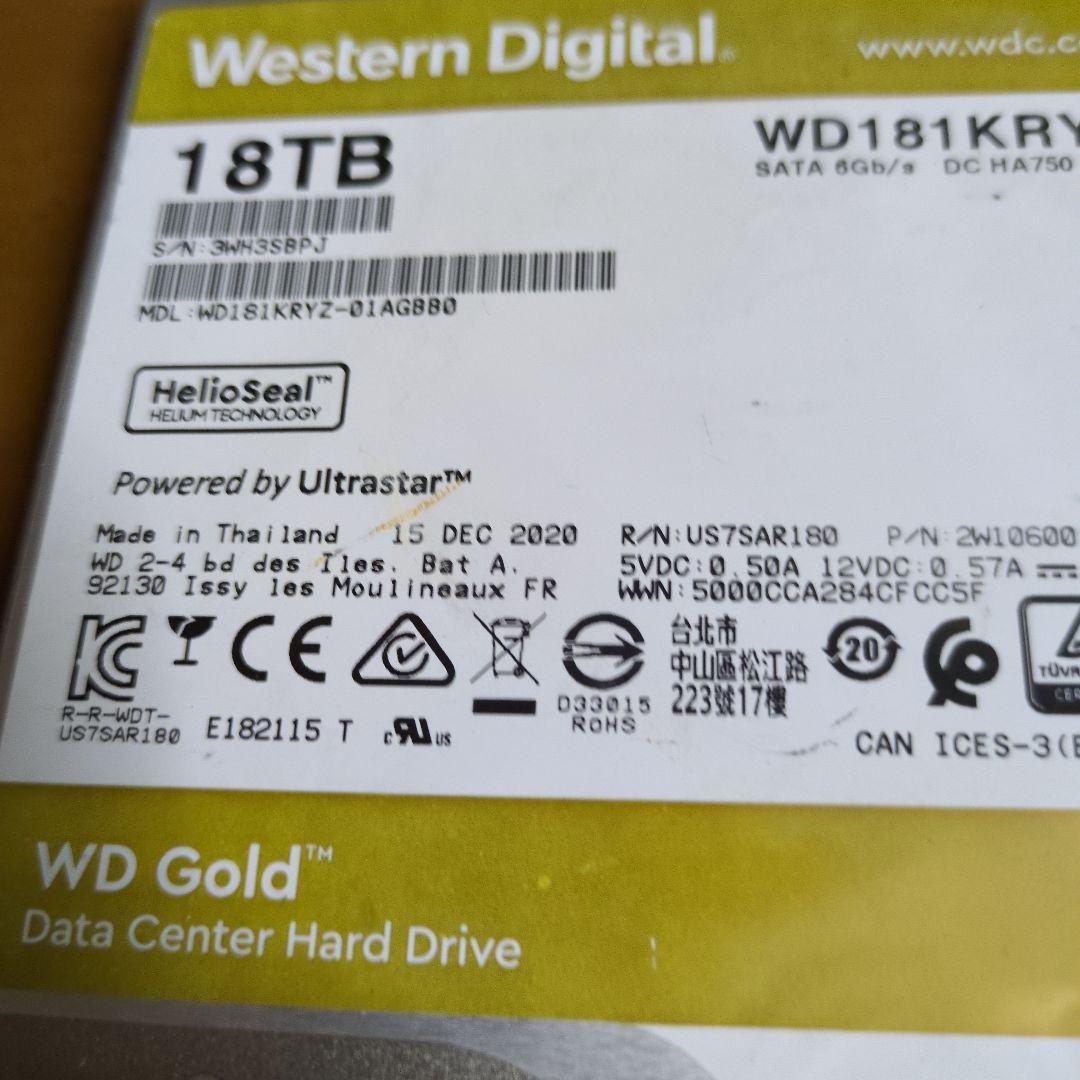 Western Digital®
www.wdc.c
18TB
WD181KRY
SATA 6Gb/s DC HA750
S/N:3WH3SBPJ
MDL:WD181KRYZ-01AGBB0
HelioSeal™
HELIUM TECHNOLOGY
Powered by Ultrastar™
Made in Thailand 15 DEC 2020
WD 2-4 bd des Iles. Bat A.
92130 Issy les Moulineaux FR
R/N:US7SAR180 P/N:2W10600
5VDC:0.50A 12VDC:0.57A
WWN:5000CCA284CFCC5F
R-R-WDT-
US7SAR180
E182115 T
c RU us
D33015
ROHS
台北市
中山區松江路
223號17樓
20
TÜVR
CER
CAN ICES-3(B
WD Gold™
Data Center Hard Drive